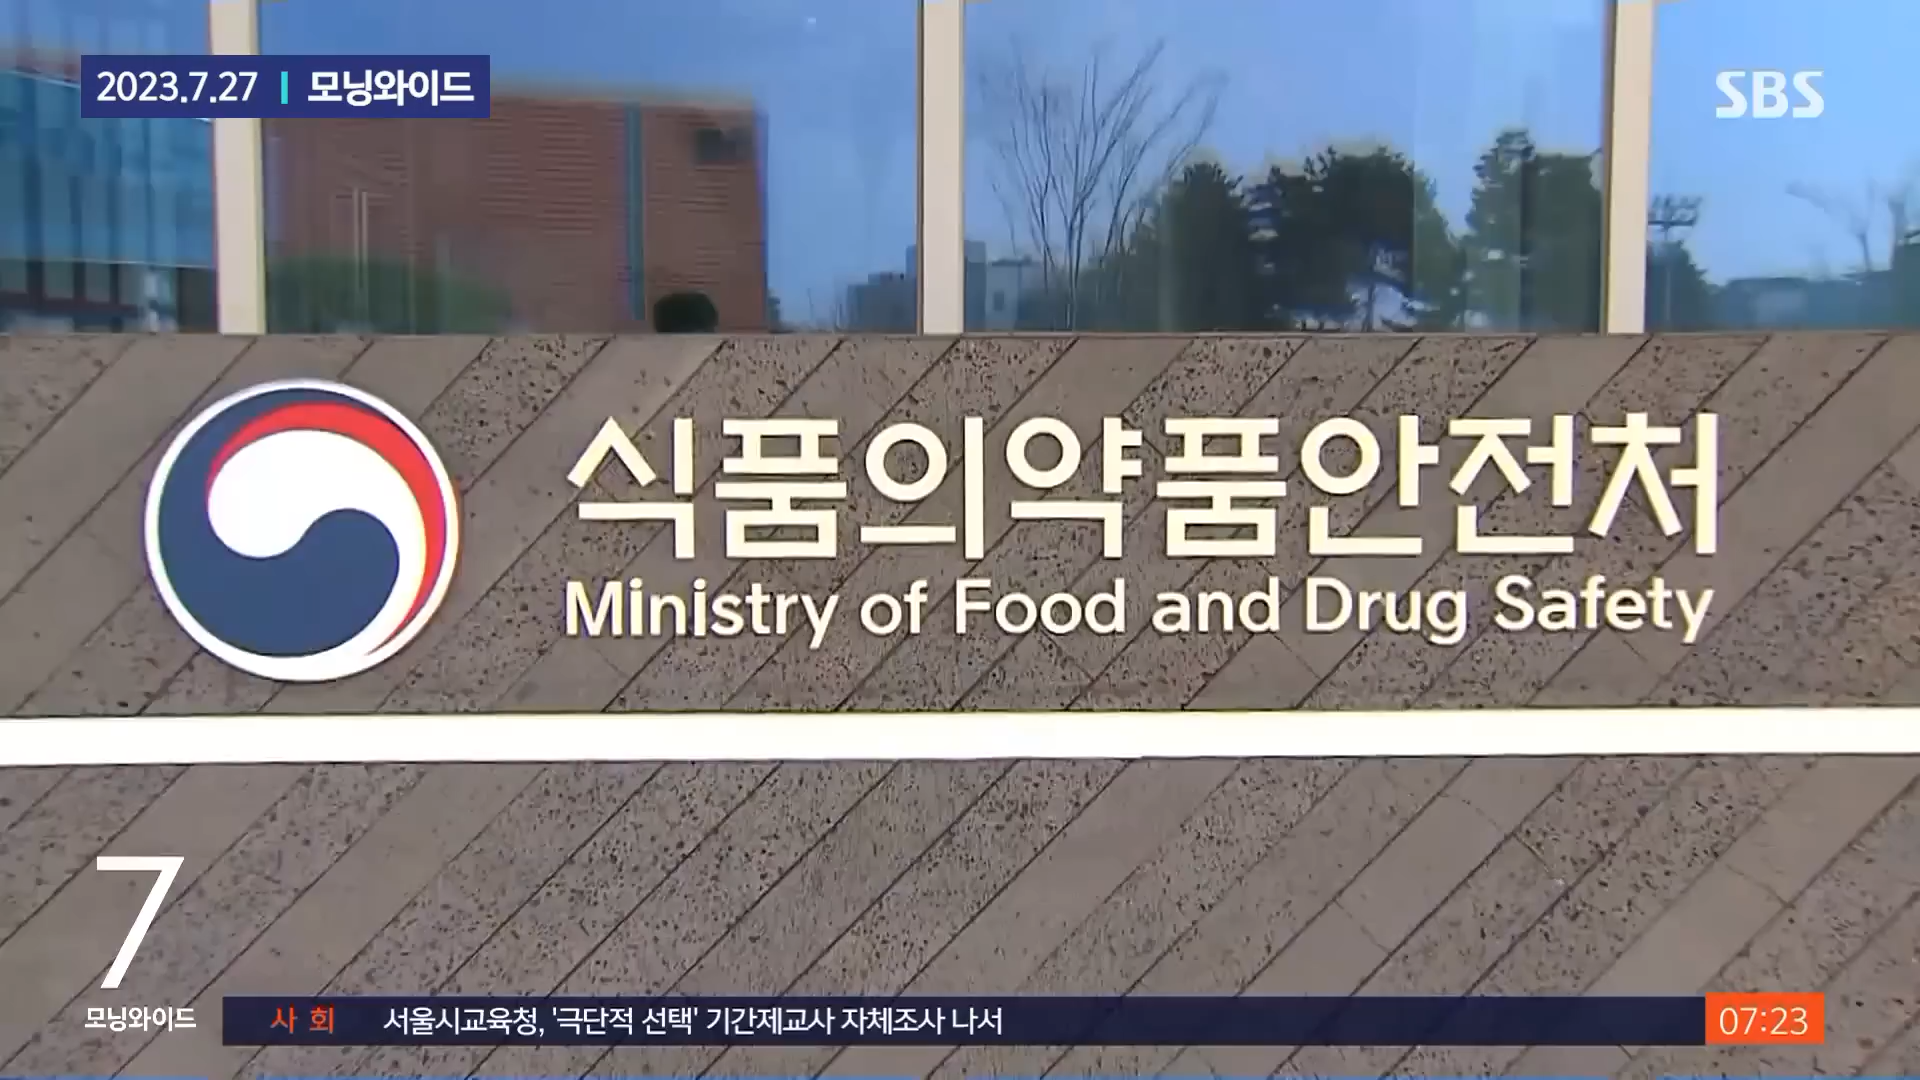 2023.7.27 | 모닝와이드
SBS
식품의약품안전처
Ministry of Food and Drug Safety
7
모닝와이드
사회 서울시교육청, '극단적 선택' 기간제교사 자체조사 나서
07:23